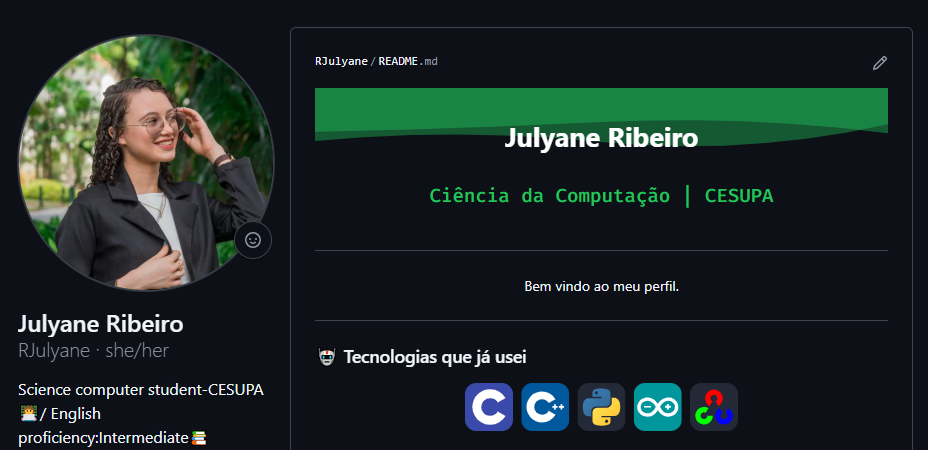 RJulyane/README.md
Julyane Ribeiro
Ciência da Computação | CESUPA
Bem vindo ao meu perfil.
🤖 Tecnologias que já usei
C C++
Julyane Ribeiro
RJulyane · she/her
Science computer student-CESUPA
👩‍💻/ English
proficiency:Intermediate📚